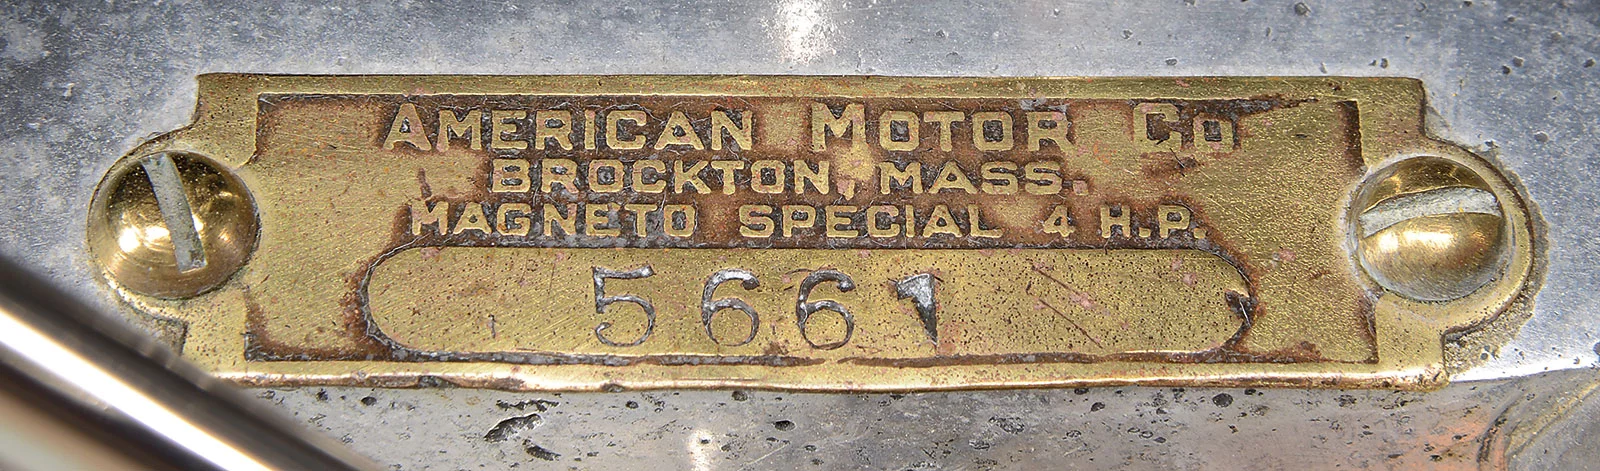 AMERICAN MOTOR CO
BROCKTON, MASS.
MAGNETO SPECIAL 4 H.P.
5661